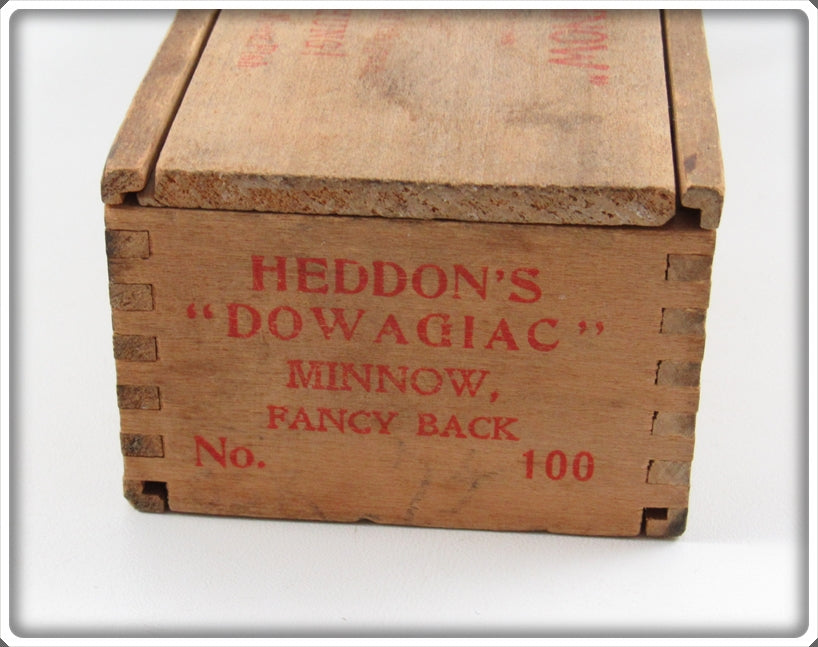 HEDDON'S
"DOWAGIAC"
MINNOW,
FANCY BACK
No. 100